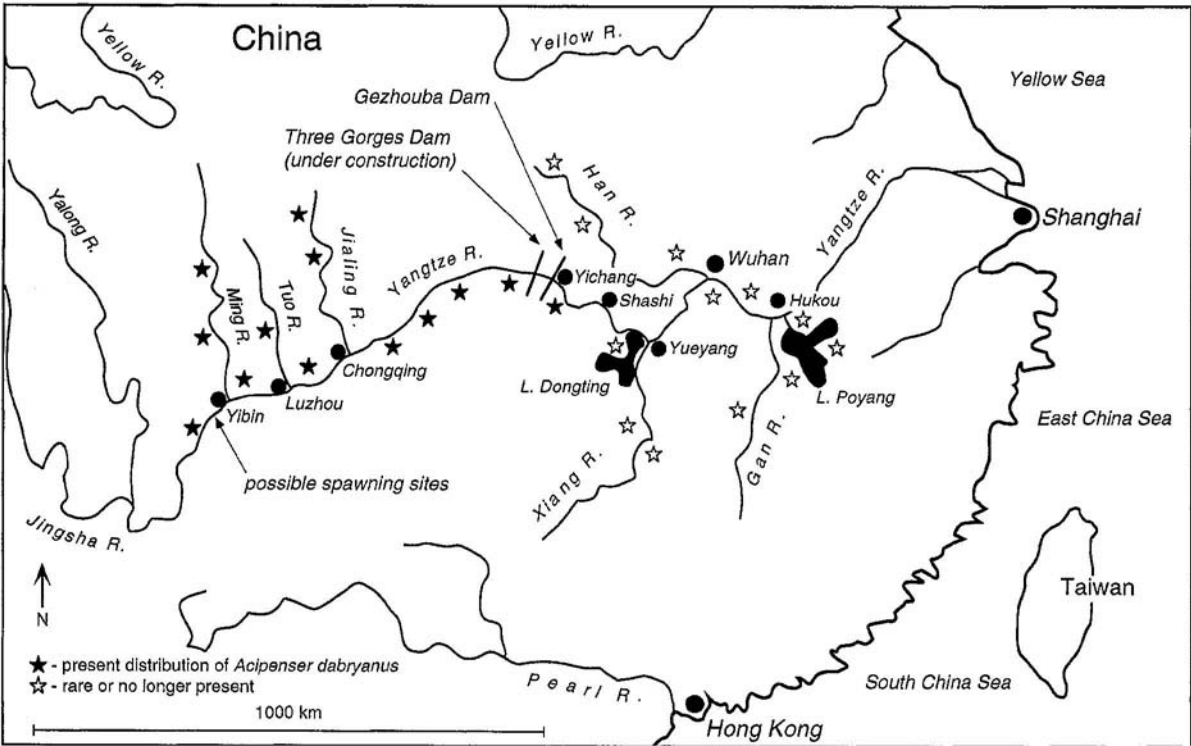 China
Yellow R.
Yellow R.
Yellow Sea
Gezhouba Dam
Three Gorges Dam
(under construction)
Han R.
Yalong R.
Jialing R.
Yangtze R.
Shanghai
Ming R.
Tuo R.
Yangtze R.
Yichang
Wuhan
Shashi
Hukou
Chongqing
Yueyang
L. Dongting
L. Poyang
Yibin
Luzhou
East China Sea
possible spawning sites
Xiang R.
Gan R.
Jingsha R.
Taiwan
N
★ - present distribution of Acipenser dabryanus
☆ - rare or no longer present
Pearl R.
South China Sea
1000 km
Hong Kong